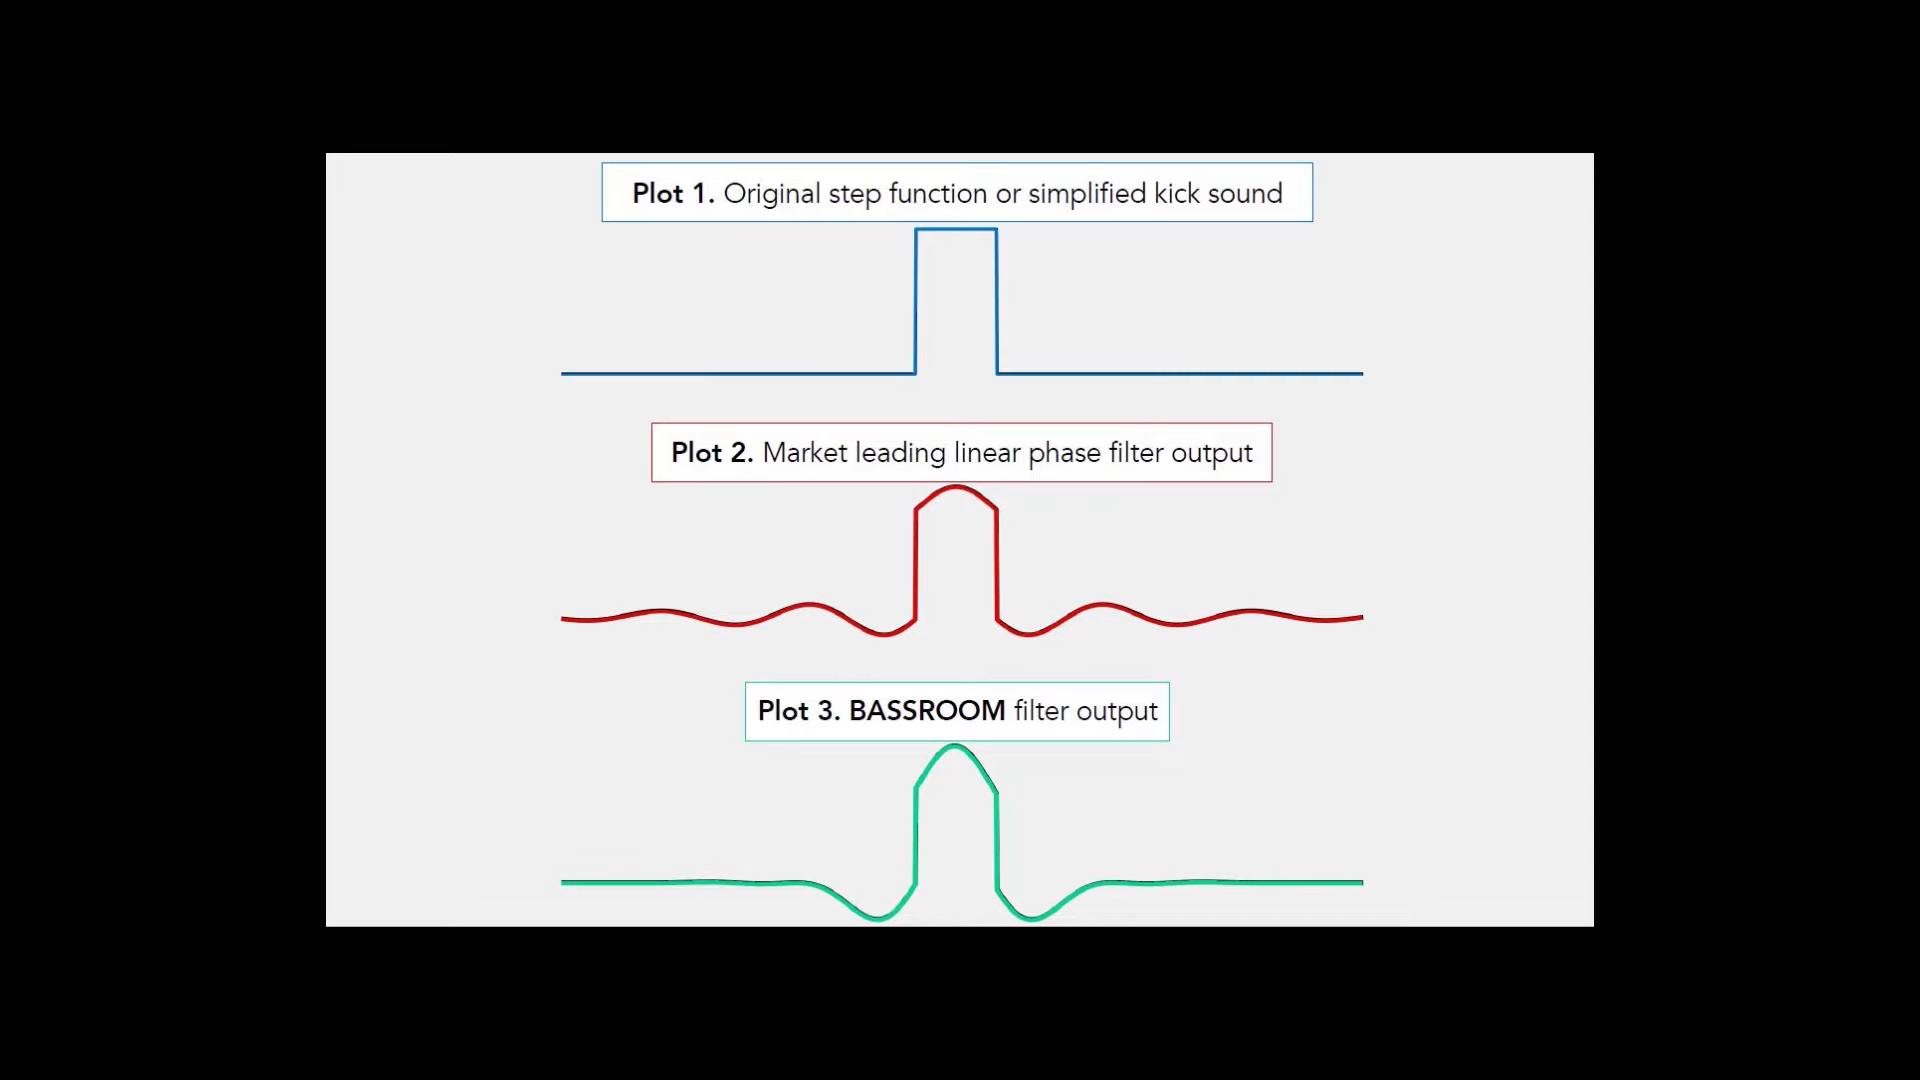 Plot 1. Original step function or simplified kick sound
Plot 2. Market leading linear phase filter output
Plot 3. BASSROOM filter output